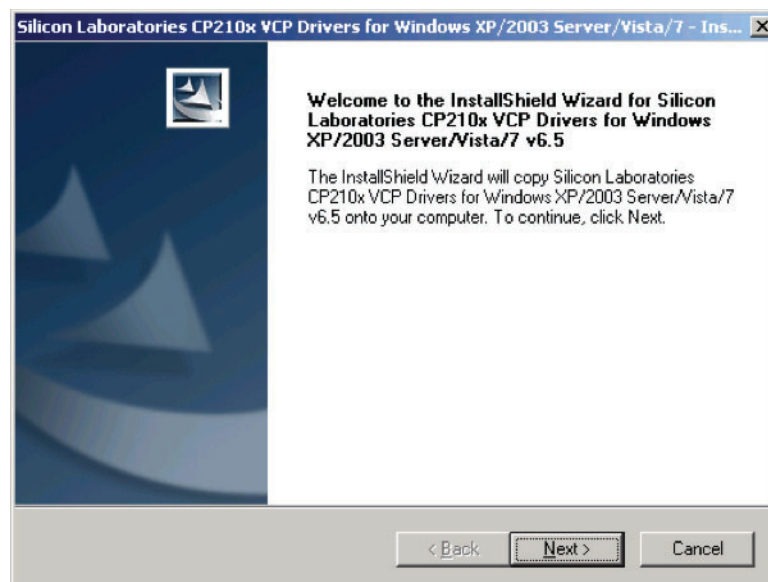 Silicon Laboratories CP210x VCP Drivers for Windows XP/2003 Server/Vista/7 - Ins...
Welcome to the InstallShield Wizard for Silicon
Laboratories CP210x VCP Drivers for Windows
XP/2003 Server/Vista/7 v6.5
The InstallShield Wizard will copy Silicon Laboratories
CP210x VCP Drivers for Windows XP/2003 Server/Vista/7
v6.5 onto your computer. To continue, click Next.
< Back
Next >
Cancel